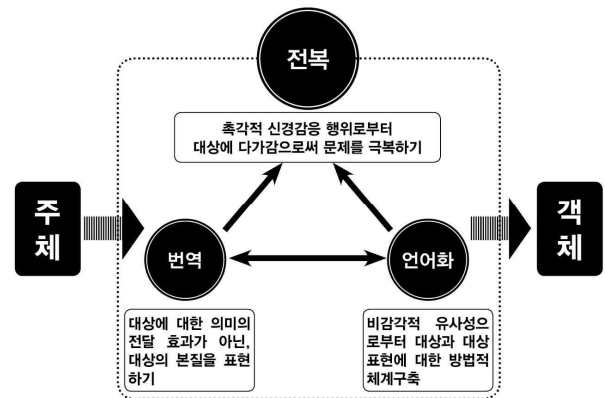 전복
촉각적 신경감응 행위로부터
대상에 다가감으로써 문제를 극복하기
주
체
객
체
번역
언어화
대상에 대한 의미의
전달 효과가 아닌,
대상의 본질을 표현
하기
비감각적 유사성으
로부터 대상과 대상
표현에 대한 방법적
체계구축